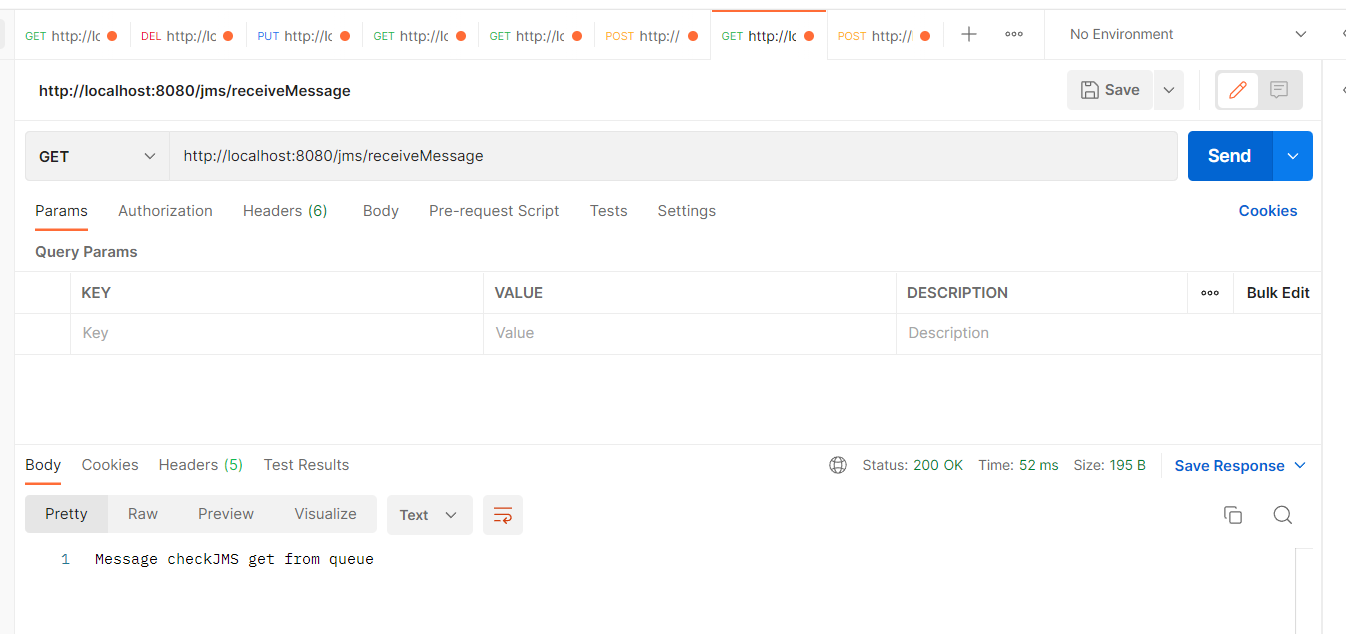 GET http://lc DEL http://lc PUT http://lc GET http://lc GET http://lc POST http:// GET http://lc POST http:// No Environment
http://localhost:8080/jms/receiveMessage Save
GET http://localhost:8080/jms/receiveMessage Send
Params Authorization Headers (6) Body Pre-request Script Tests Settings Cookies
Query Params
KEY VALUE DESCRIPTION Bulk Edit
Key Value Description
Body Cookies Headers (5) Test Results Status: 200 OK Time: 52 ms Size: 195 B Save Response
Pretty Raw Preview Visualize Text
1 Message checkJMS get from queue